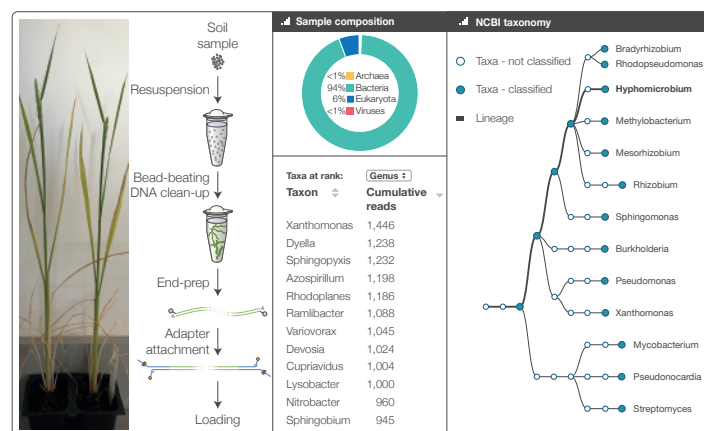 Soil
sample
Resuspension
Bead-beating
DNA clean-up
End-prep
A
A
Adapter
attachment
Loading
Sample composition
<1% Archaea
94% Bacteria
6% Eukaryota
<1% Viruses
Taxa at rank: Genus
Taxon Cumulative
reads
Xanthomonas 1,446
Dyella 1,238
Sphingopyxis 1,232
Azospirillum 1,198
Rhodoplanes 1,186
Ramlibacter 1,088
Variovorax 1,045
Devosia 1,024
Cupriavidus 1,004
Lysobacter 1,000
Nitrobacter 960
Sphingobium 945
NCBI taxonomy
Taxa - not classified
Taxa - classified
Lineage
Bradyrhizobium
Rhodopseudomonas
Hyphomicrobium
Methylobacterium
Mesorhizobium
Rhizobium
Sphingomonas
Burkholderia
Pseudomonas
Xanthomonas
Mycobacterium
Pseudonocardia
Streptomyces